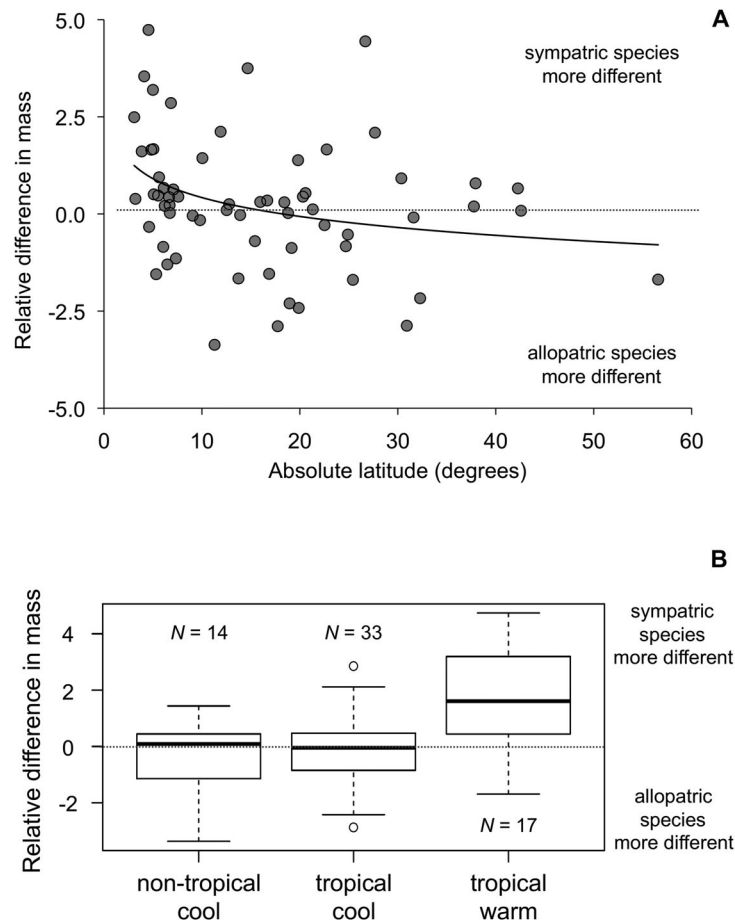 A
5.0
sympatric species
more different
2.5
0.0
-2.5
allopatric species
more different
-5.0
Relative difference in mass
0 10 20 30 40 50 60
Absolute latitude (degrees)
B
sympatric
species
more different
4
N = 14 N = 33
2
0
-2
allopatric
species
more different
N = 17
Relative difference in mass
non-tropical
cool
tropical
cool
tropical
warm